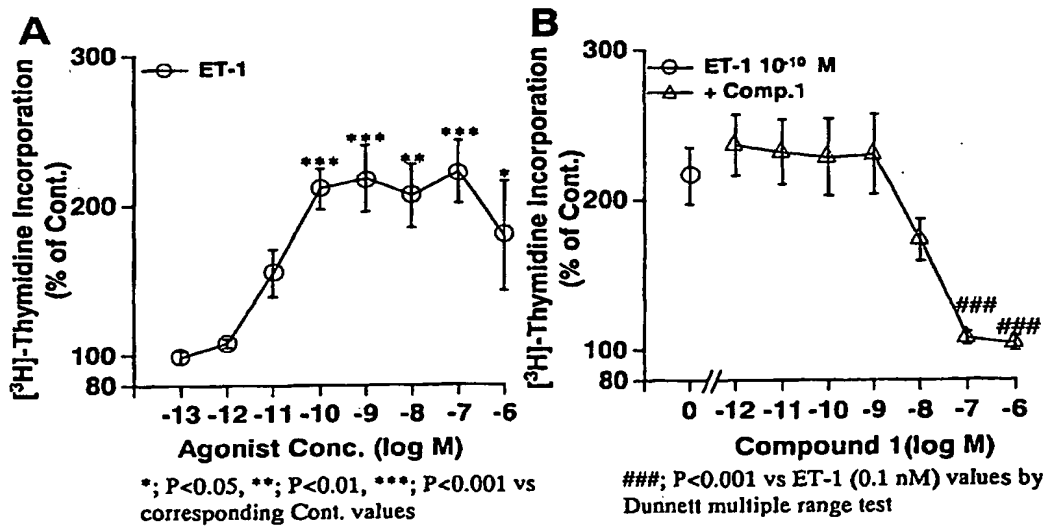 A
[³H]-Thymidine Incorporation
(% of Cont.)
300
200
100
80
ET-1
***
***
**
***
*
-13 -12 -11 -10 -9 -8 -7 -6
Agonist Conc. (log M)
*; P<0.05, **; P<0.01, ***; P<0.001 vs
corresponding Cont. values
B
[³H]-Thymidine Incorporation
(% of Cont.)
300
200
100
80
ET-1 10⁻¹⁰ M
+ Comp.1
###
###
0 -12 -11 -10 -9 -8 -7 -6
Compound 1(log M)
###; P<0.001 vs ET-1 (0.1 nM) values by
Dunnett multiple range test